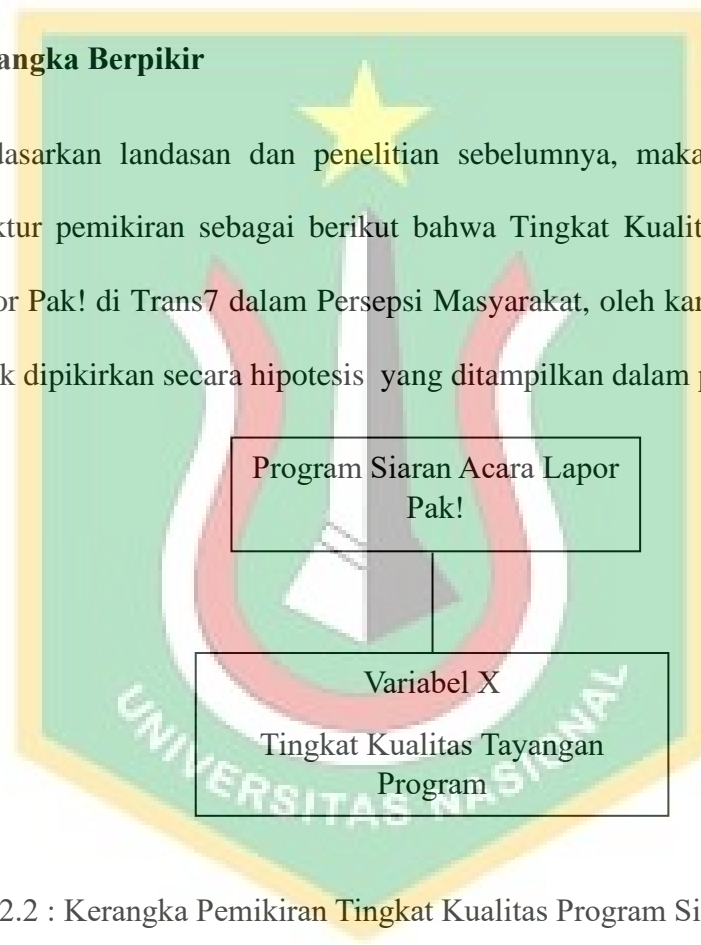 angka Berpikir
dasarkan landasan dan penelitian sebelumnya, maka
ktur pemikiran sebagai berikut bahwa Tingkat Kualit
or Pak! di Trans7 dalam Persepsi Masyarakat, oleh kar
k dipikirkan secara hipotesis yang ditampilkan dalam p
Program Siaran Acara Lapor
Pak!
Variabel X
Tingkat Kualitas Tayangan
Program
UNIVERSITAS NASIONAL
2.2 : Kerangka Pemikiran Tingkat Kualitas Program Si